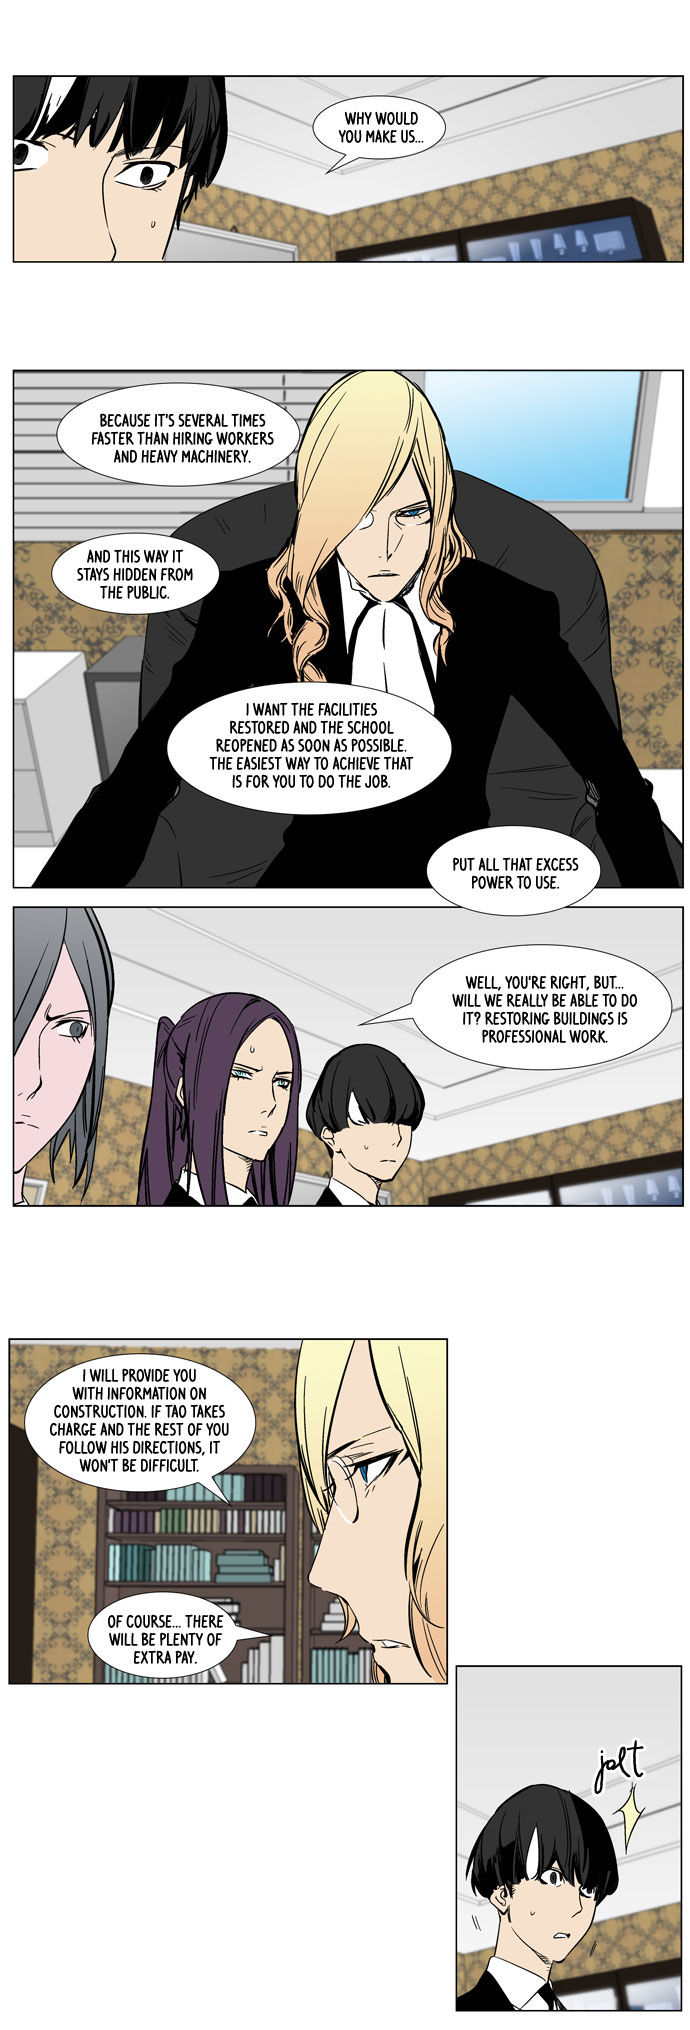 WHY WOULD
YOU MAKE US...
BECAUSE IT'S SEVERAL TIMES
FASTER THAN HIRING WORKERS
AND HEAVY MACHINERY.
AND THIS WAY IT
STAYS HIDDEN FROM
THE PUBLIC.
I WANT THE FACILITIES
RESTORED AND THE SCHOOL
REOPENED AS SOON AS POSSIBLE.
THE EASIEST WAY TO ACHIEVE THAT
IS FOR YOU TO DO THE JOB.
PUT ALL THAT EXCESS
POWER TO USE.
WELL, YOU'RE RIGHT, BUT...
WILL WE REALLY BE ABLE TO DO
IT? RESTORING BUILDINGS IS
PROFESSIONAL WORK.
I WILL PROVIDE YOU
WITH INFORMATION ON
CONSTRUCTION. IF TAO TAKES
CHARGE AND THE REST OF YOU
FOLLOW HIS DIRECTIONS, IT
WON'T BE DIFFICULT.
OF COURSE... THERE
WILL BE PLENTY OF
EXTRA PAY.
jolt